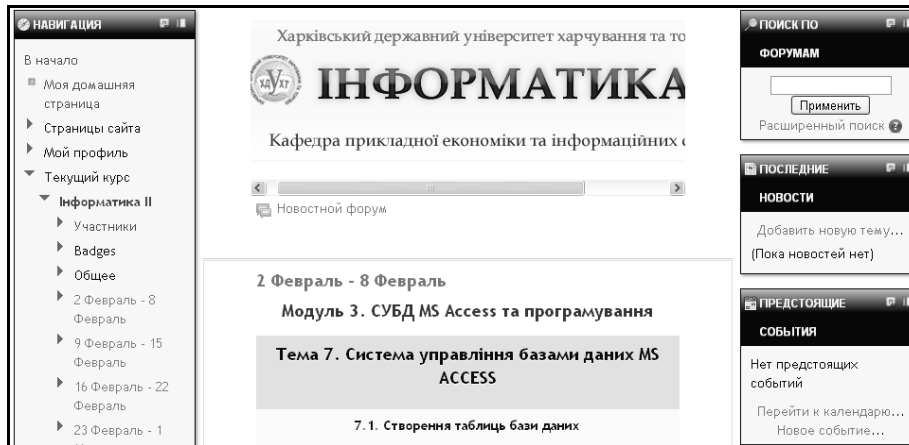 НАВИГАЦИЯ
В начало
Моя домашняя
страница
Страницы сайта
Мой профиль
Текущий курс
Інформатика II
Участники
Badges
Общее
2 Февраль - 8
Февраль
9 Февраль - 15
Февраль
16 Февраль - 22
Февраль
23 Февраль - 1
Харківський державний університет харчування та то
ХДУХТ
ІНФОРМАТИКА
Кафедра прикладної економіки та інформаційних с
Новостной форум
2 Февраль - 8 Февраль
Модуль 3. СУБД MS Access та програмування
Тема 7. Система управління базами даних MS
ACCESS
7.1. Створення таблиць бази даних
ПОИСК ПО
ФОРУМАМ
Применить
Расширенный поиск
ПОСЛЕДНИЕ
НОВОСТИ
Добавить новую тему...
(Пока новостей нет)
ПРЕДСТОЯЩИЕ
СОБЫТИЯ
Нет предстоящих
событий
Перейти к календарю...
Новое событие...